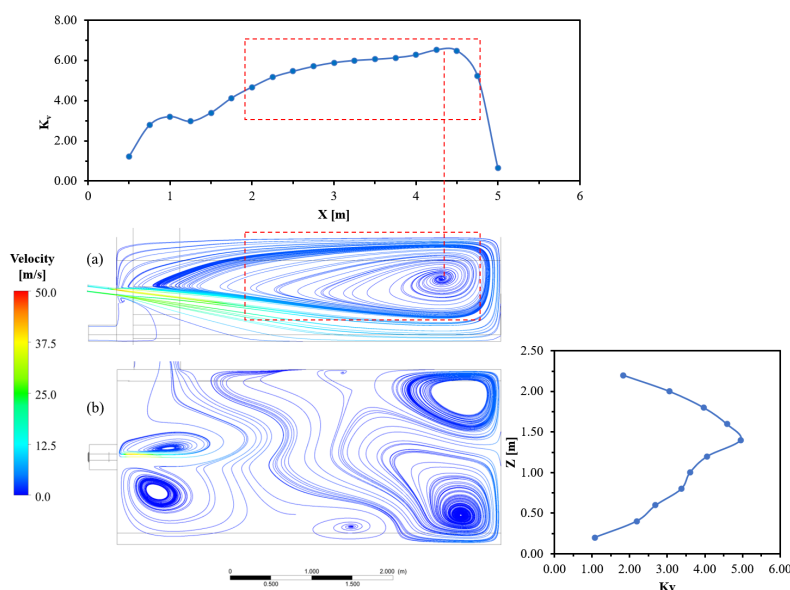 8.00
6.00
4.00
2.00
0.00
K_v
0 1 2 3 4 5 6
X [m]
(a)
Velocity
[m/s]
50.0
37.5
25.0
12.5
0.0
(b)
0 1.000 2.000 (m)
0.500 1.500
2.50
2.00
1.50
1.00
0.50
0.00
Z [m]
0.00 1.00 2.00 3.00 4.00 5.00 6.00
Kv